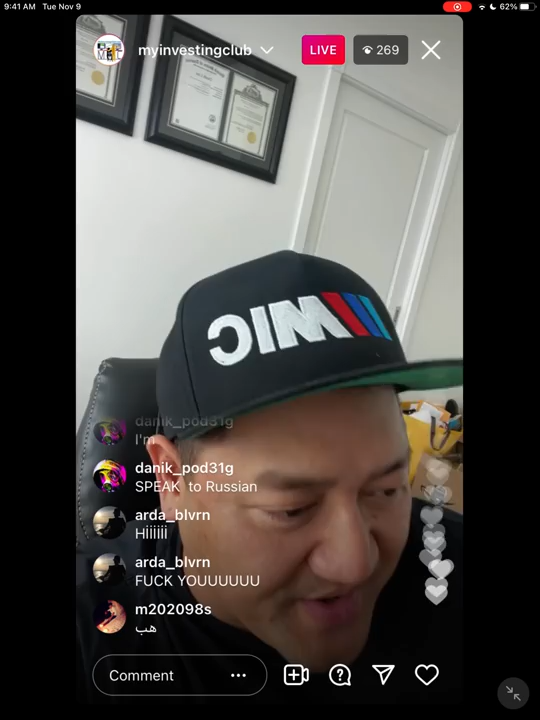 9:41 AM Tue Nov 9
62%
myinvestingclub
LIVE
269
MIC
danik_pod31g
I'm
danik_pod31g
SPEAK to Russian
arda_blvrn
Hiiiiii
arda_blvrn
FUCK YOUUUUUU
m202098s
هب
Comment